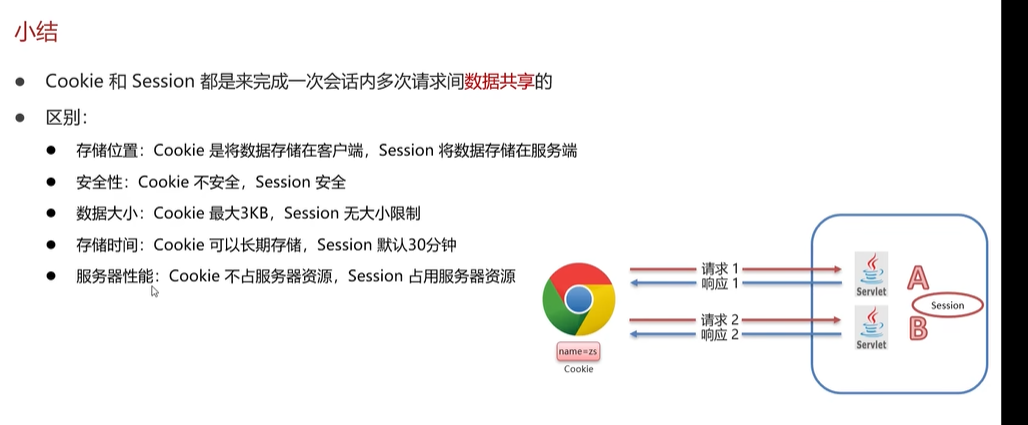 小结
Cookie 和 Session 都是来完成一次会话内多次请求间数据共享的
区别：
存储位置：Cookie 是将数据存储在客户端，Session 将数据存储在服务端
安全性：Cookie 不安全，Session 安全
数据大小：Cookie 最大3KB，Session 无大小限制
存储时间：Cookie 可以长期存储，Session 默认30分钟
服务器性能：Cookie 不占服务器资源，Session 占用服务器资源
请求 1
响应 1
Servlet
A
Session
请求 2
响应 2
Servlet
B
name=zs
Cookie